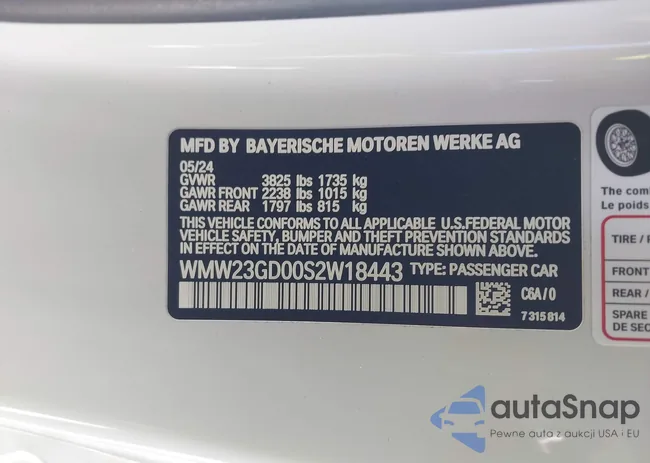 MFD BY BAYERISCHE MOTOREN WERKE AG
05/24
GVWR 3825 lbs 1735 kg
GAWR FRONT 2238 lbs 1015 kg
GAWR REAR 1797 lbs 815 kg
THIS VEHICLE CONFORMS TO ALL APPLICABLE U.S.FEDERAL MOTOR
VEHICLE SAFETY, BUMPER AND THEFT PREVENTION STANDARDS
IN EFFECT ON THE DATE OF MANUFACTURE SHOWN ABOVE.
WMW23GD00S2W18443 TYPE: PASSENGER CAR
C6A/0
7315814
The com
Le poids
TIRE /
FRONT
REAR /
SPARE
DE SEC
autaSnap
Pewne auta z aukcji USA i EU